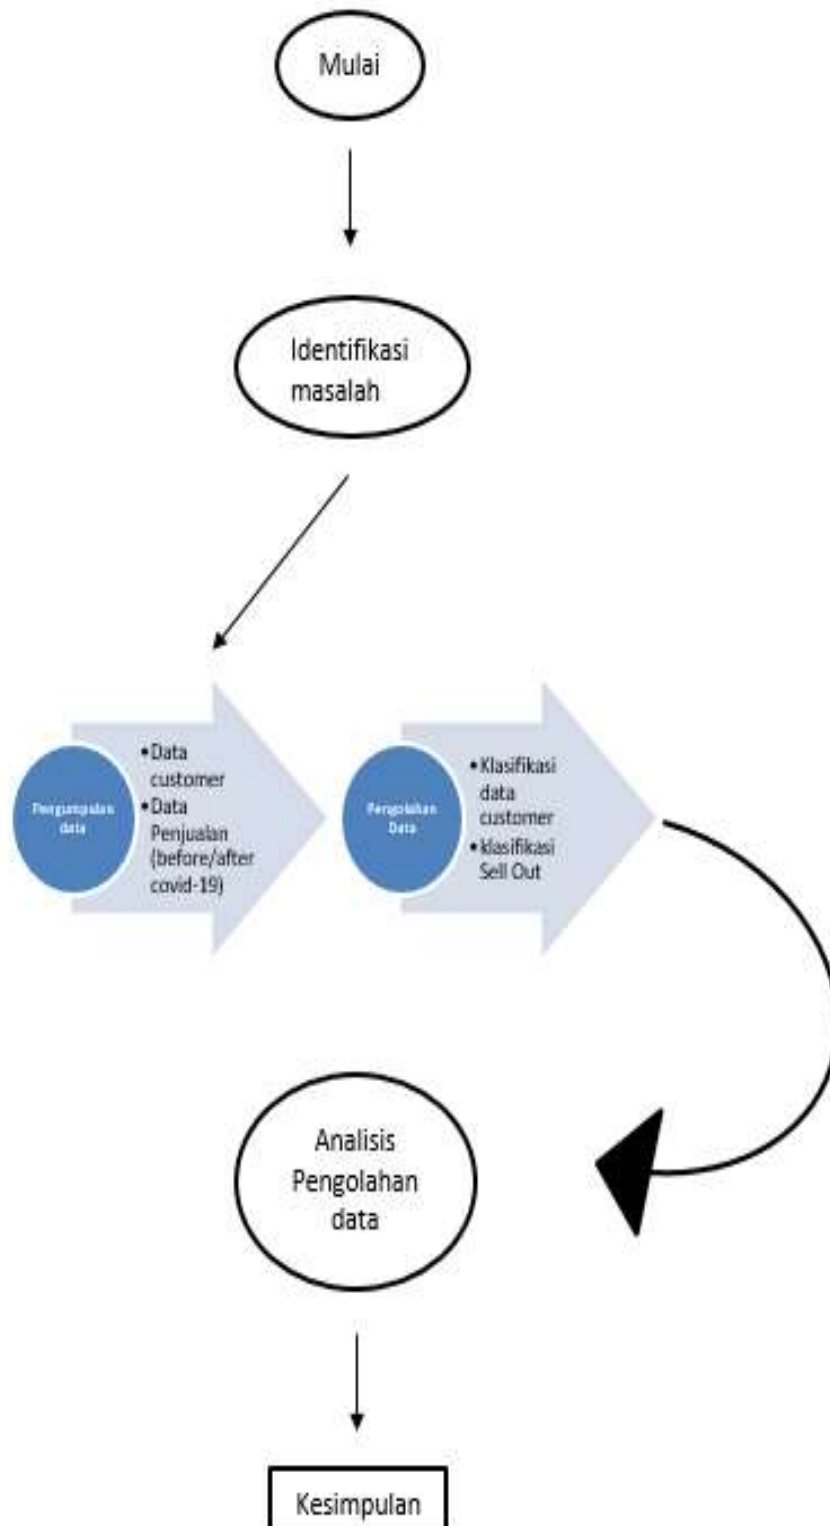 Mulai
Identifikasi
masalah
Pengumpulan
data
•Data
customer
•Data
Penjualan
(before/after
covid-19)
Pengolahan
Data
•Klasifikasi
data
customer
•klasifikasi
Sell Out
Analisis
Pengolahan
data
Kesimpulan